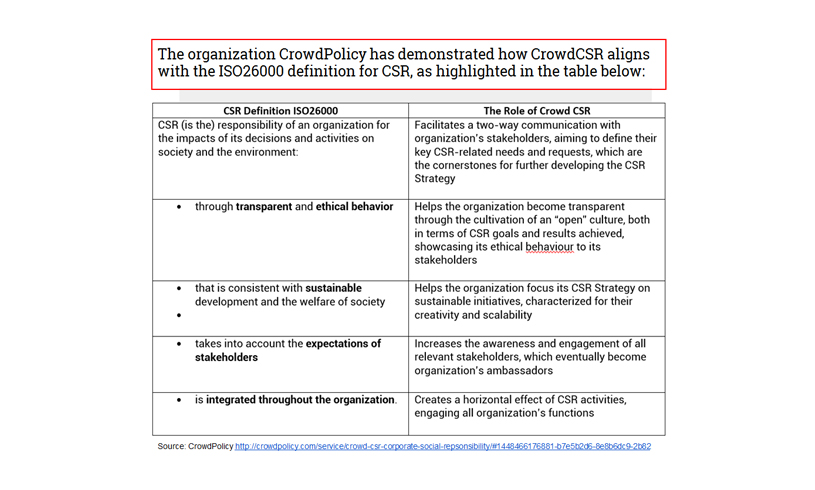 The organization CrowdPolicy has demonstrated how CrowdCSR aligns
with the ISO26000 definition for CSR, as highlighted in the table below:
CSR Definition ISO26000
The Role of Crowd CSR
CSR (is the) responsibility of an organization for
the impacts of its decisions and activities on
society and the environment:
Facilitates a two-way communication with
organization's stakeholders, aiming to define their
key CSR-related needs and requests, which are
the cornerstones for further developing the CSR
Strategy
• through transparent and ethical behavior
Helps the organization become transparent
through the cultivation of an “open” culture, both
in terms of CSR goals and results achieved,
showcasing its ethical behaviour to its
stakeholders
• that is consistent with sustainable
development and the welfare of society
•
Helps the organization focus its CSR Strategy on
sustainable initiatives, characterized for their
creativity and scalability
• takes into account the expectations of
stakeholders
Increases the awareness and engagement of all
relevant stakeholders, which eventually become
organization's ambassadors
• is integrated throughout the organization.
Creates a horizontal effect of CSR activities,
engaging all organization's functions
Source: CrowdPolicy http://crowdpolicy.com/service/crowd-csr-corporate-social-repsonsibility/#1448466176881-b7e5b2d6-8e8b6dc9-2b82